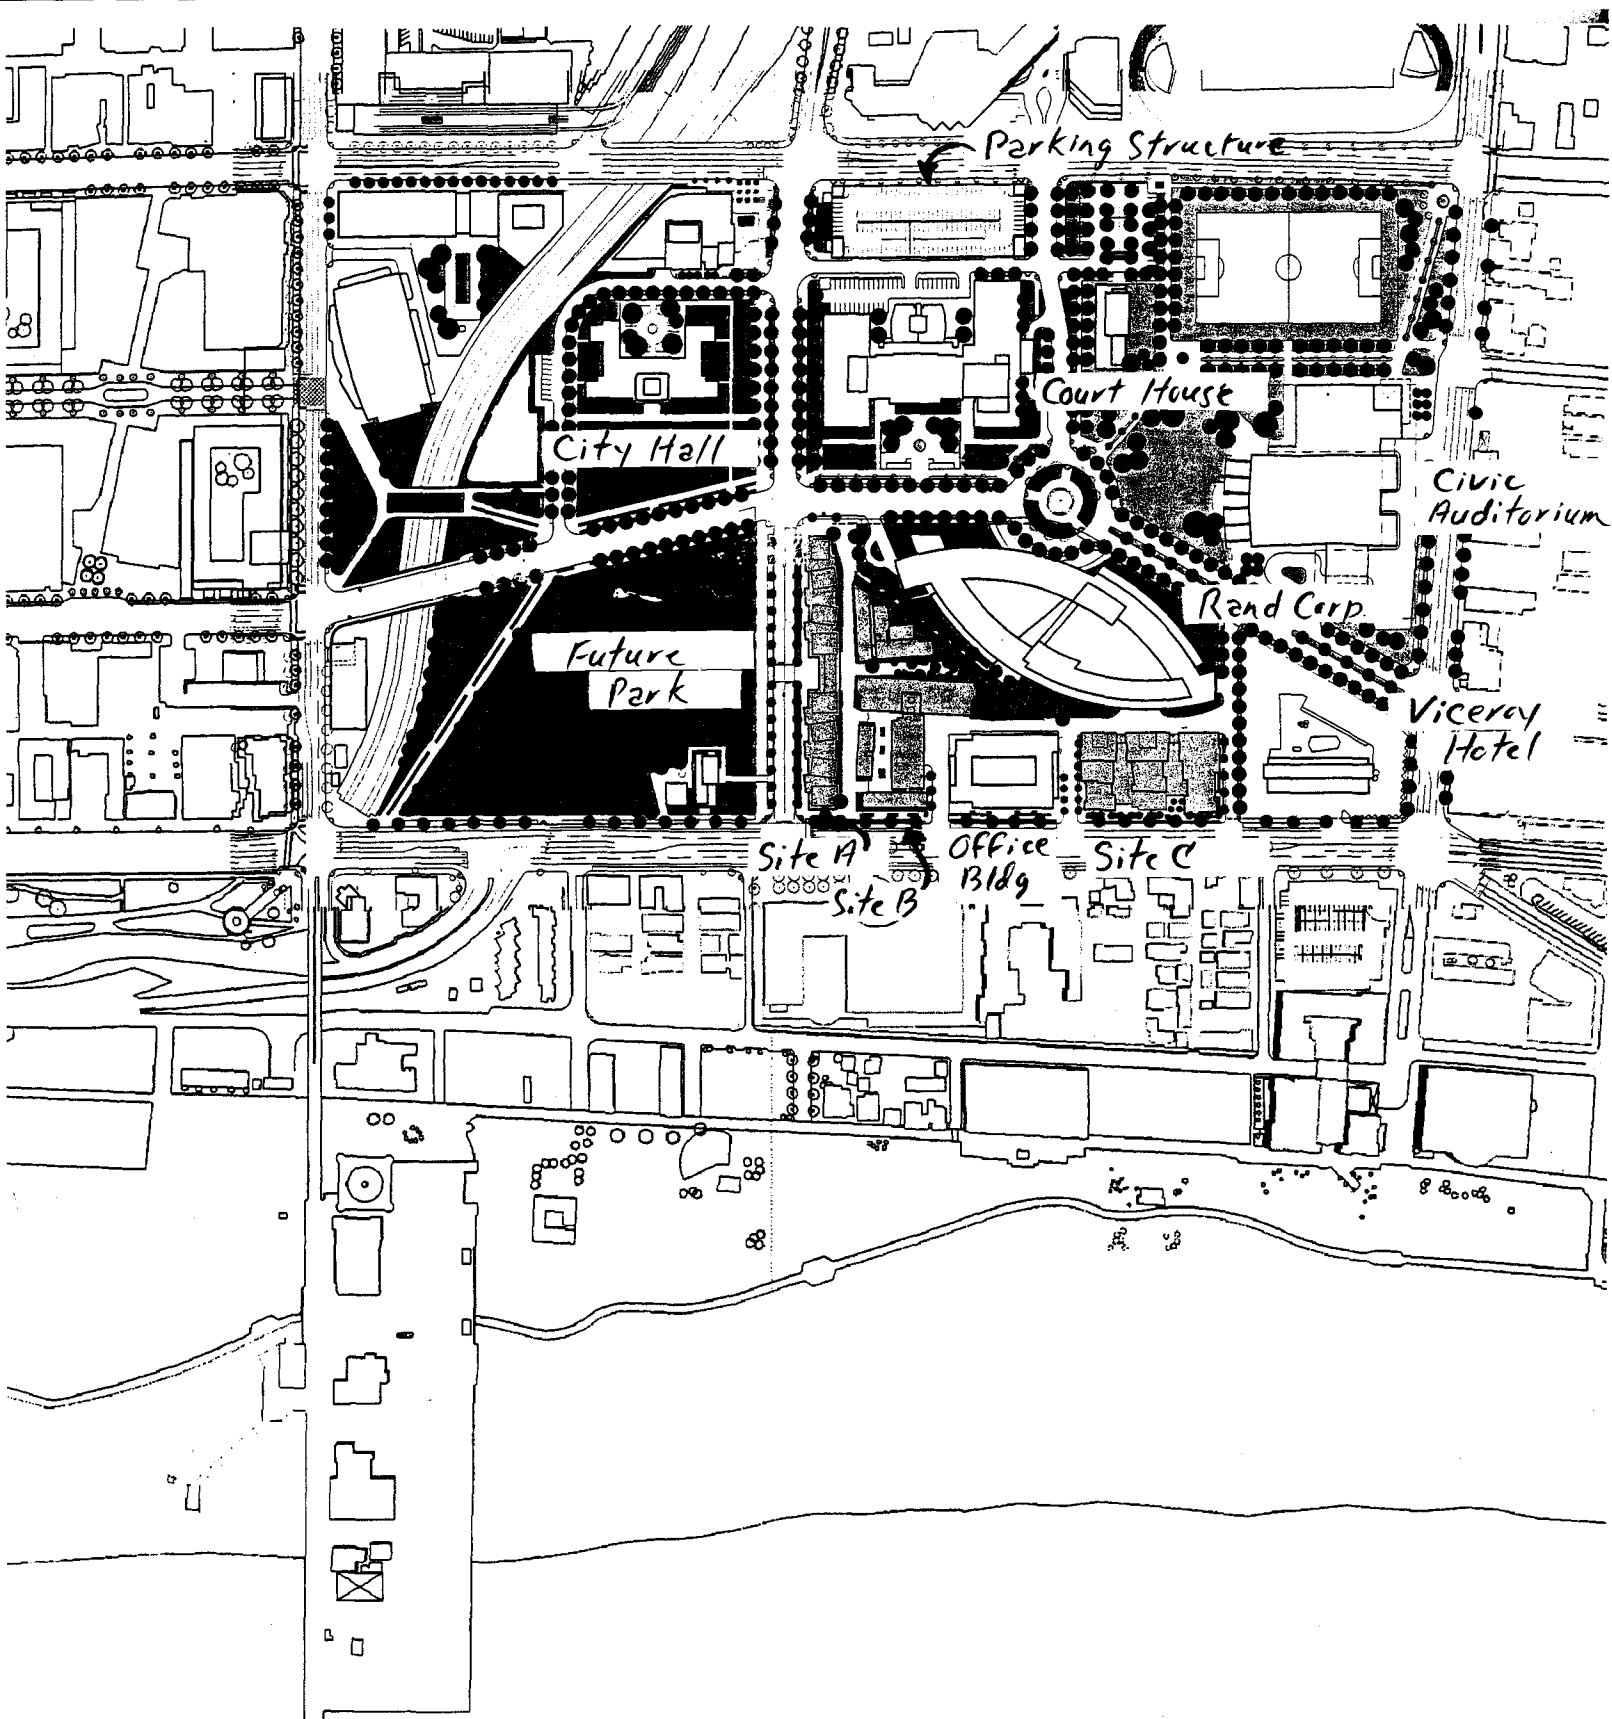 Parking Structure
Court House
City Hall
Civic
Auditorium
Rand Corp.
Future
Park
Viceroy
Hotel
Site A
Site B
Office
Bldg
Site C